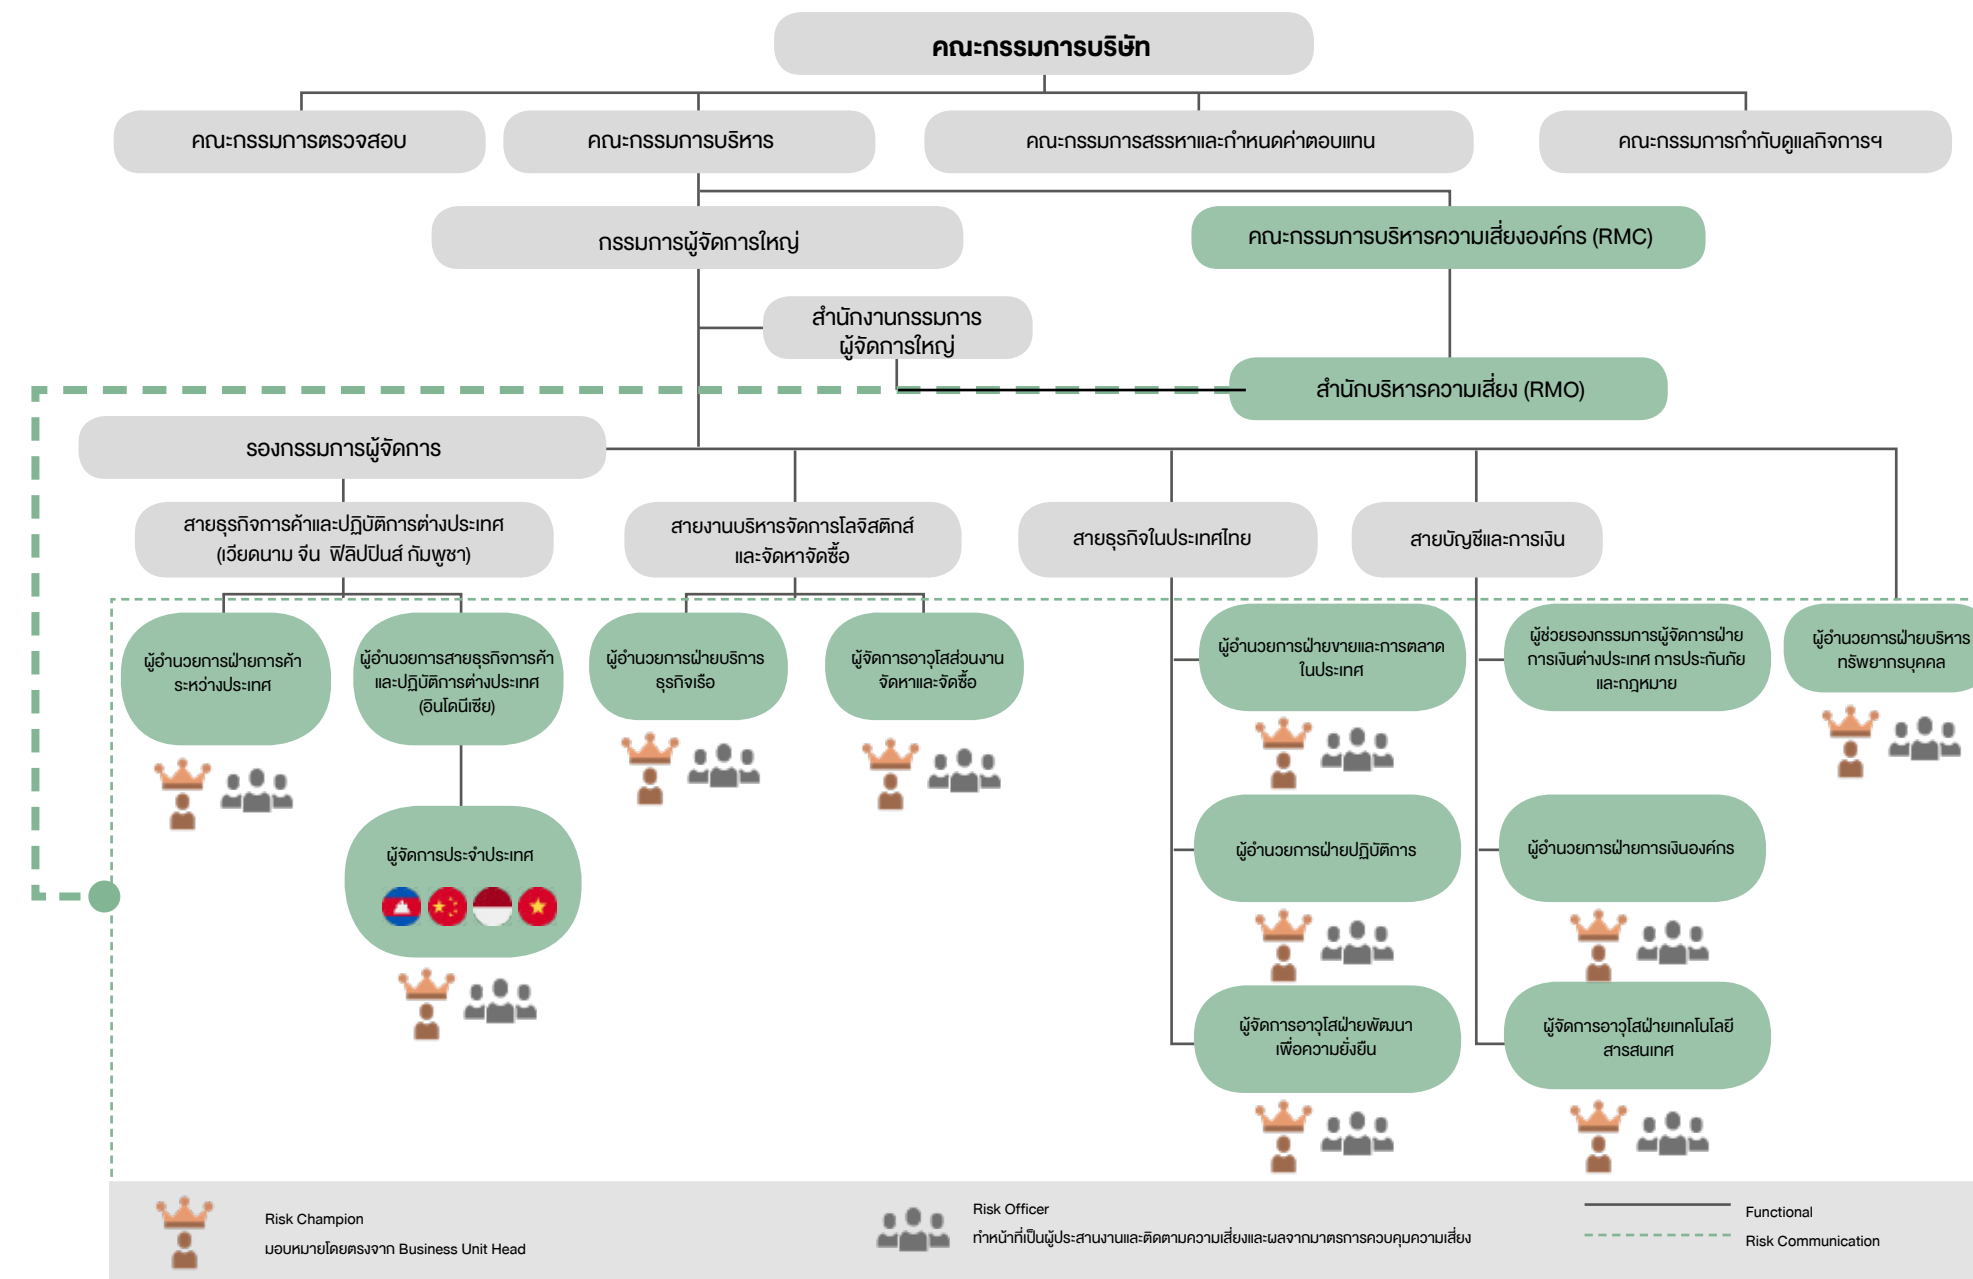 คณะกรรมการบริษัท
คณะกรรมการตรวจสอบ
คณะกรรมการบริหาร
คณะกรรมการสรรหาและกำหนดค่าตอบแทน
คณะกรรมการกำกับดูแลกิจการฯ
กรรมการผู้จัดการใหญ่
คณะกรรมการบริหารความเสี่ยงองค์กร (RMC)
สำนักงานกรรมการ
ผู้จัดการใหญ่
สำนักบริหารความเสี่ยง (RMO)
รองกรรมการผู้จัดการ
สายธุรกิจการค้าและปฏิบัติการต่างประเทศ
(เวียดนาม จีน ฟิลิปปินส์ กัมพูชา)
สายงานบริหารจัดการโลจิสติกส์
และจัดหาจัดซื้อ
สายธุรกิจในประเทศไทย
สายบัญชีและการเงิน
ผู้อำนวยการฝ่ายการค้า
ระหว่างประเทศ
ผู้อำนวยการสายธุรกิจการค้า
และปฏิบัติการต่างประเทศ
(อินโดนีเซีย)
ผู้อำนวยการฝ่ายบริการ
ธุรกิจเรือ
ผู้จัดการอาวุโสส่วนงาน
จัดหาและจัดซื้อ
ผู้อำนวยการฝ่ายขายและการตลาด
ในประเทศ
ผู้ช่วยรองกรรมการผู้จัดการฝ่าย
การเงินต่างประเทศ การประกันภัย
และกฎหมาย
ผู้อำนวยการฝ่ายบริหาร
ทรัพยากรบุคคล
ผู้จัดการประจำประเทศ
ผู้อำนวยการฝ่ายปฏิบัติการ
ผู้อำนวยการฝ่ายการเงินองค์กร
ผู้จัดการอาวุโสฝ่ายพัฒนา
เพื่อความยั่งยืน
ผู้จัดการอาวุโสฝ่ายเทคโนโลยี
สารสนเทศ
Risk Champion
มอบหมายโดยตรงจาก Business Unit Head
Risk Officer
ทำหน้าที่เป็นผู้ประสานงานและติดตามความเสี่ยงและผลจากมาตรการควบคุมความเสี่ยง
Functional
Risk Communication